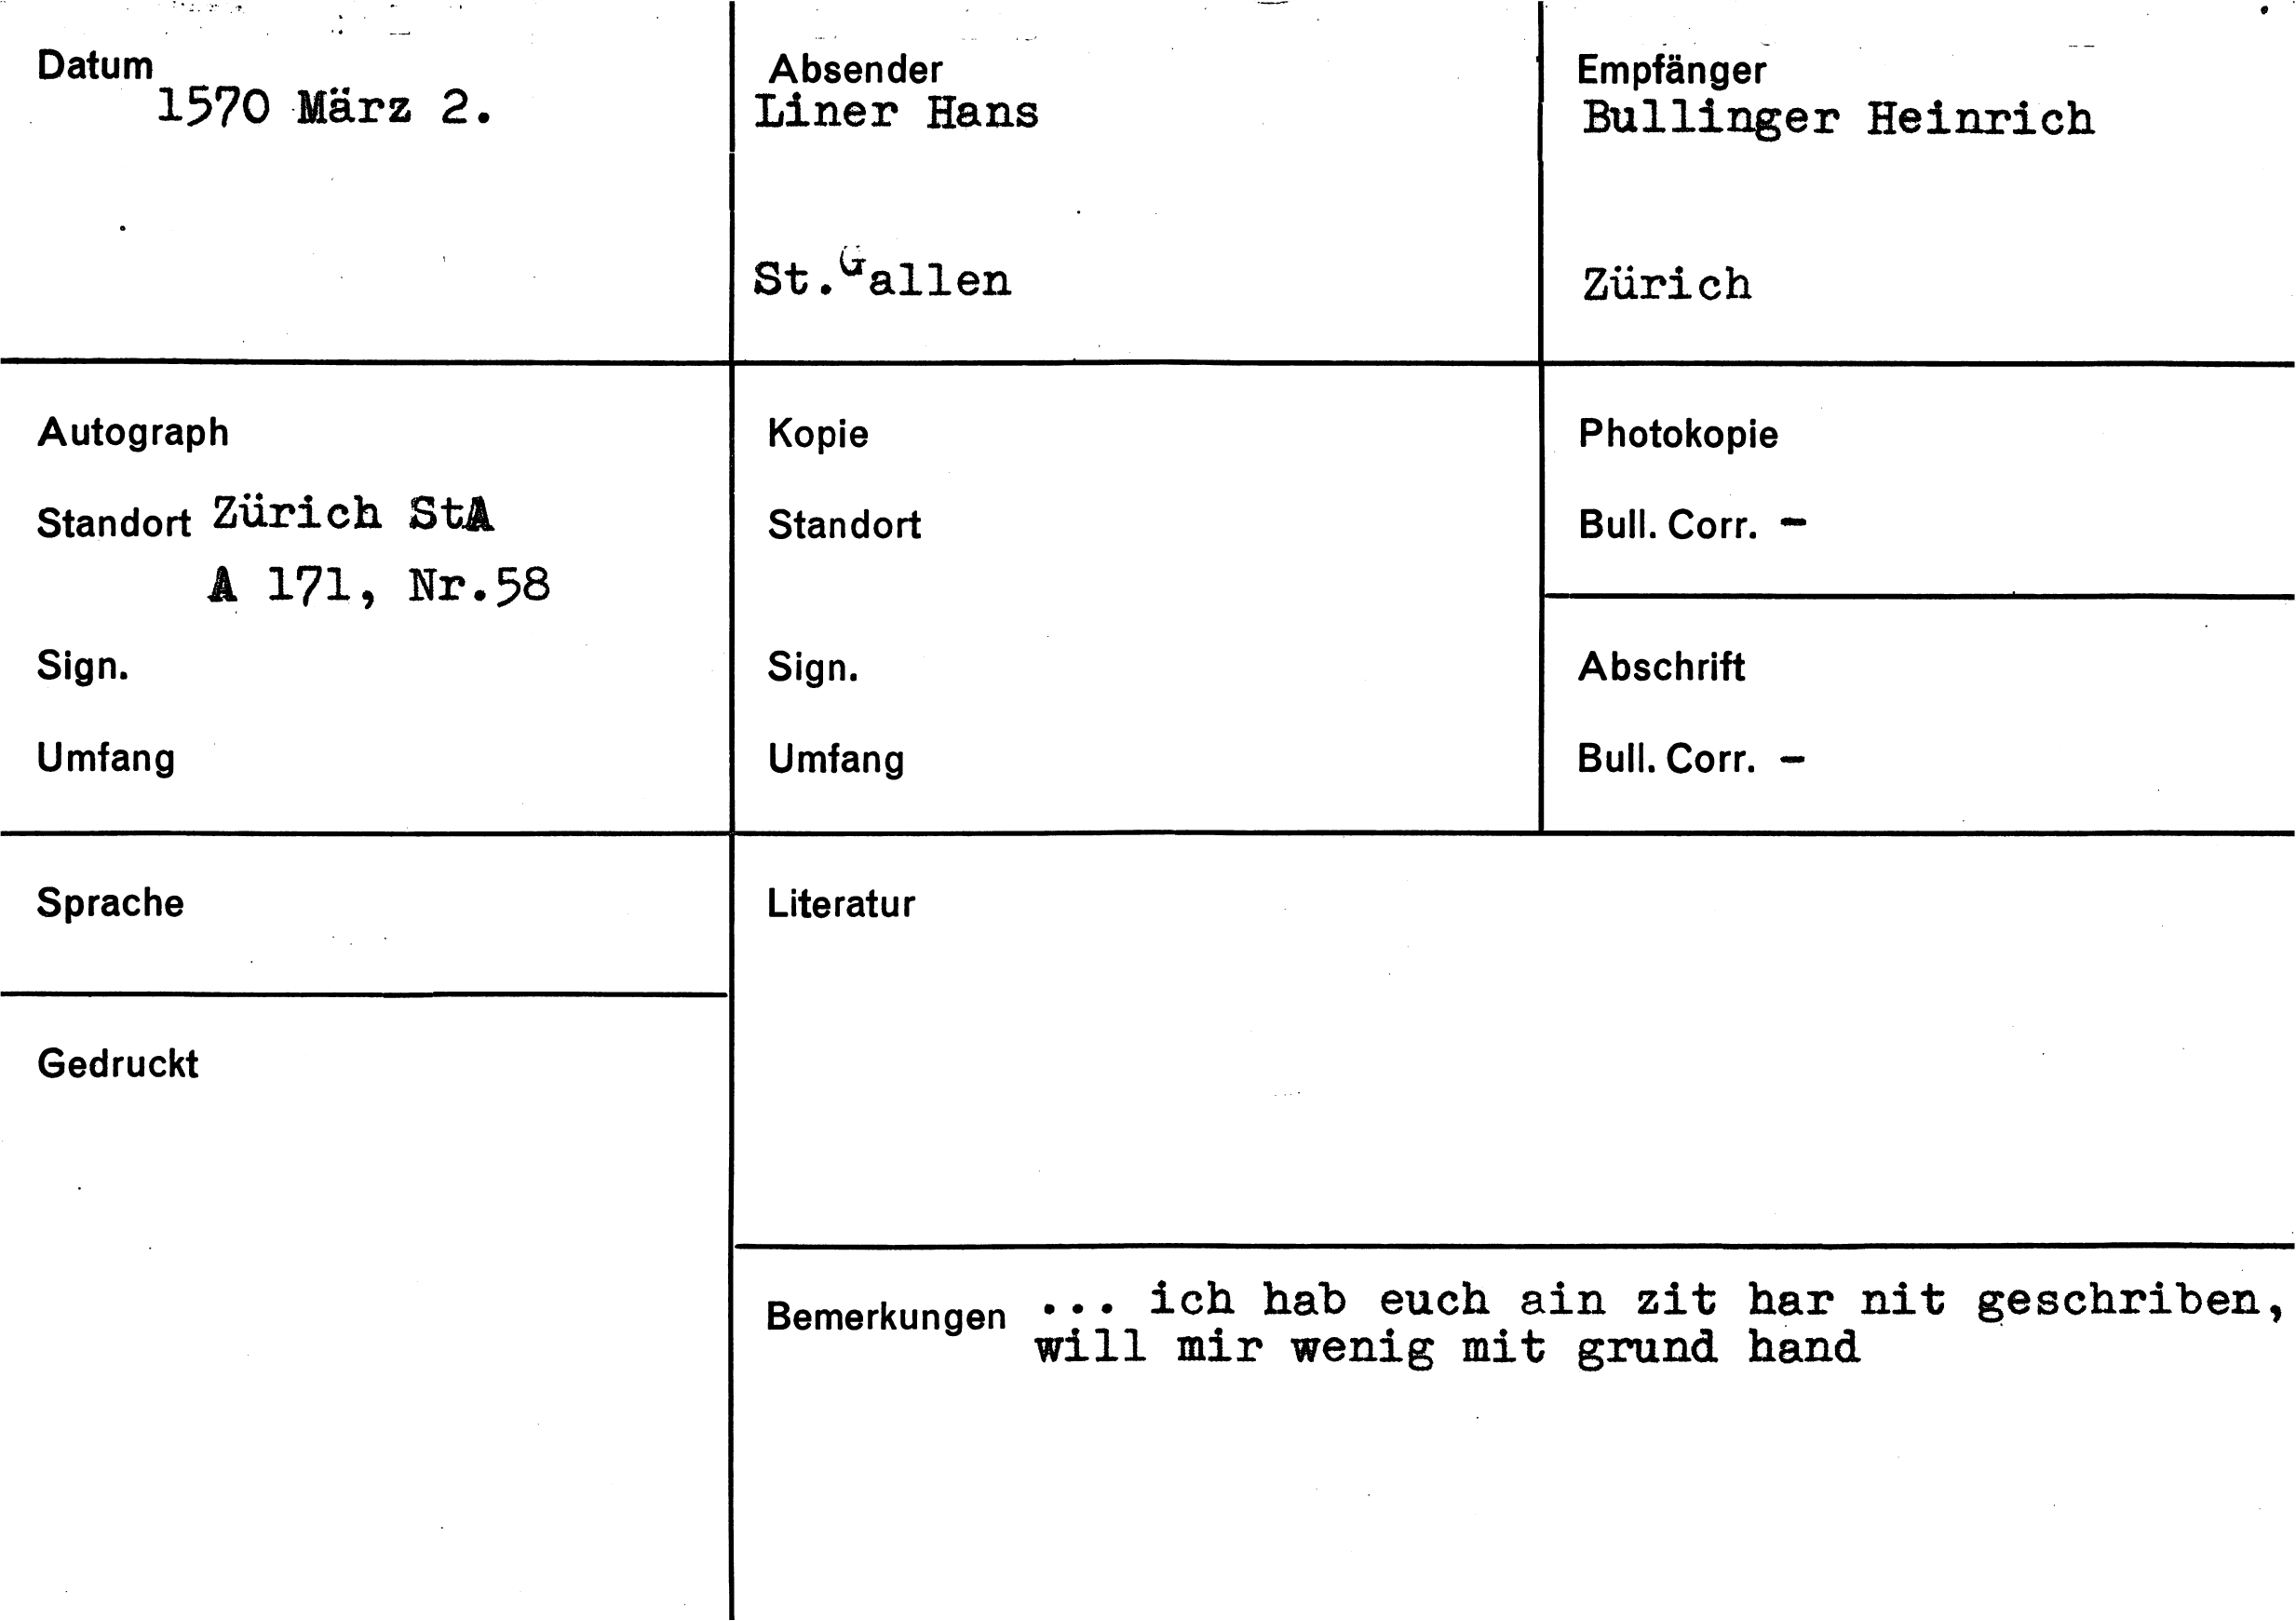 Datum
1570 März 2.
Absender
Liner Hans
St.Gallen
Empfänger
Bullinger Heinrich
Zürich
Autograph
Standort Zürich StA
A 171, Nr.58
Sign.
Umfang
Kopie
Standort
Sign.
Umfang
Photokopie
Bull. Corr. –
Abschrift
Bull. Corr. –
Sprache
Gedruckt
Literatur
Bemerkungen ... ich hab euch ain zit har nit geschriben,
will mir wenig mit grund hand